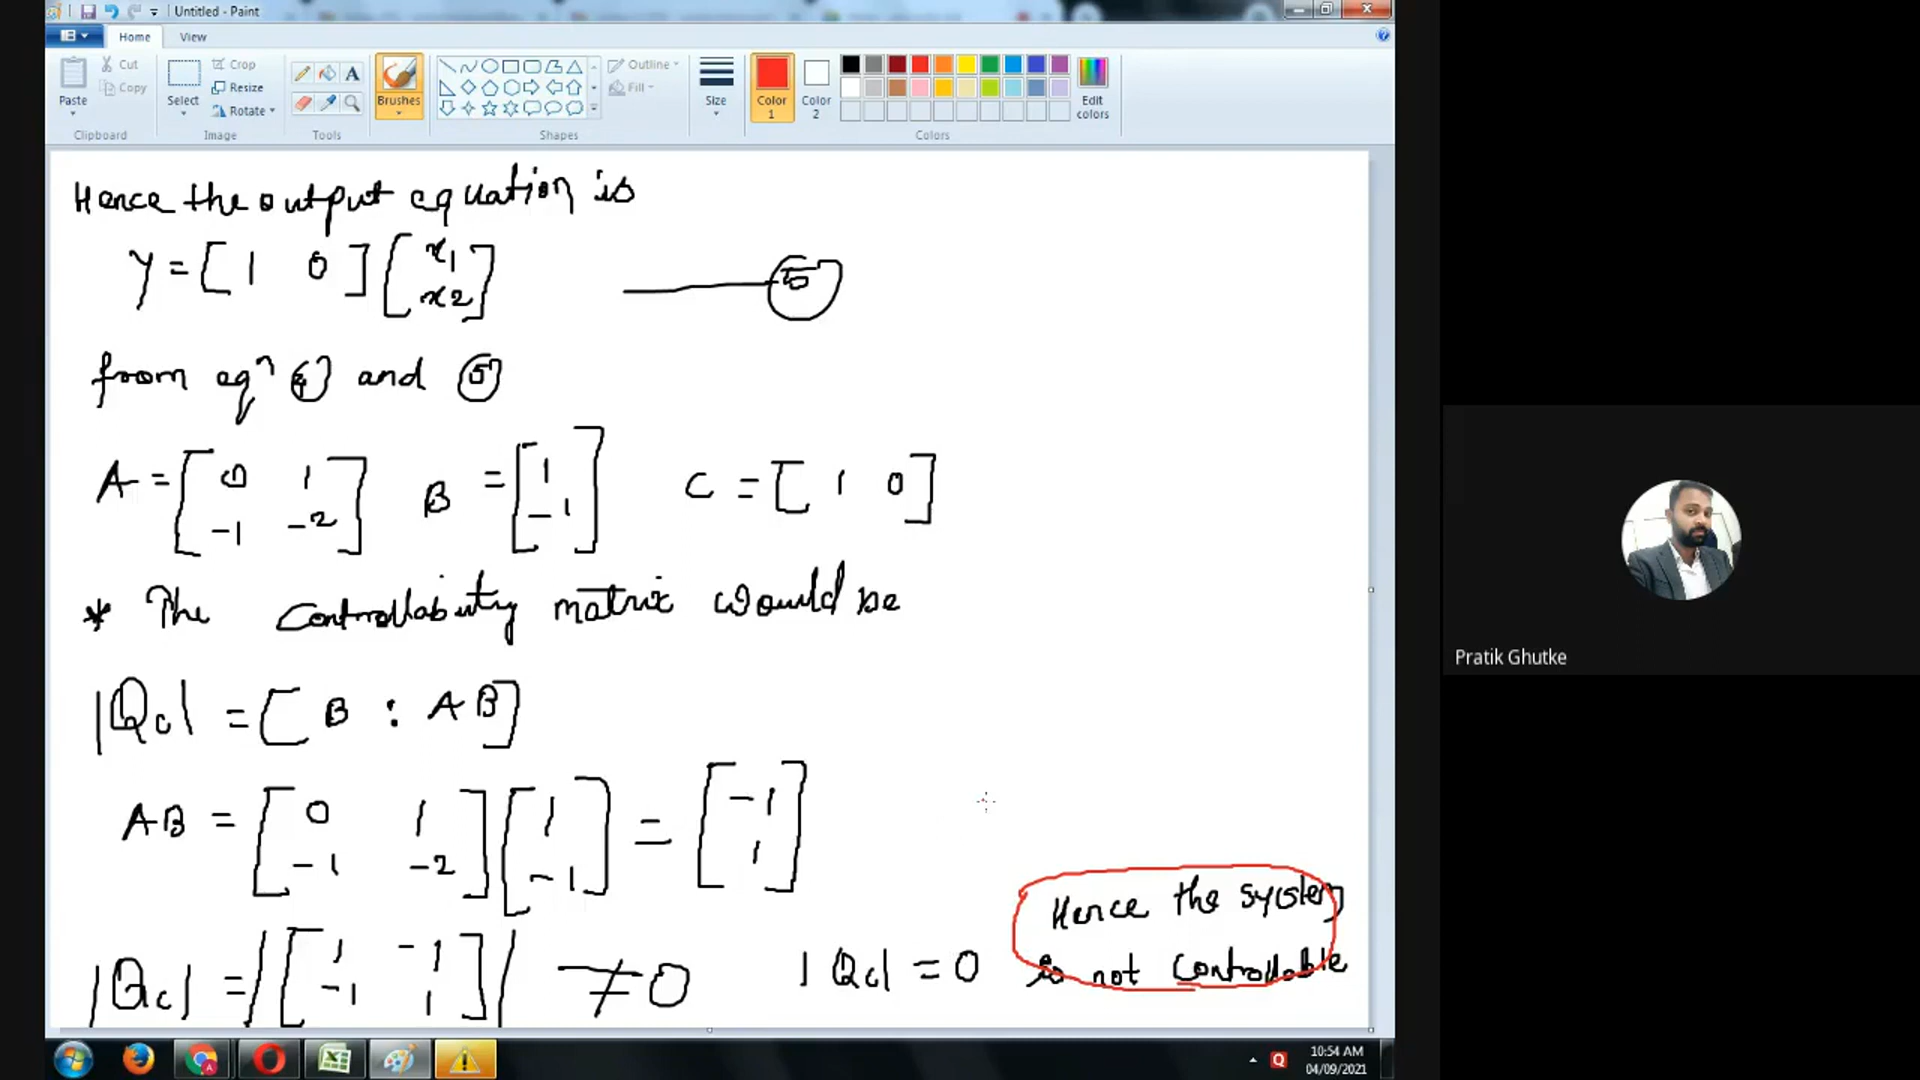 Untitled - Paint
Home View
Paste
Cut
Copy
Clipboard
Select
Crop
Resize
Rotate
Image
Tools
Brushes
Shapes
Outline
Fill
Size
Color 1
Color 2
Edit colors
Colors
Hence the output equation is
y = [ 1 0 ] [ x1
x2 ] 5
from eqn 4 and 5
A = [ 0 1
-1 -2 ] B = [ 1
-1 ] C = [ 1 0 ]
* The Controllability matrix would be
|Qc| = [ B : AB ]
AB = [ 0 1
-1 -2 ] [ 1
-1 ] = [ -1
1 ]
Hence the system
is not Controllable
|Qc| = | [ 1 -1
-1 1 ] | ≠ 0 |Qc| = 0
Pratik Ghutke
10:54 AM
04/09/2021